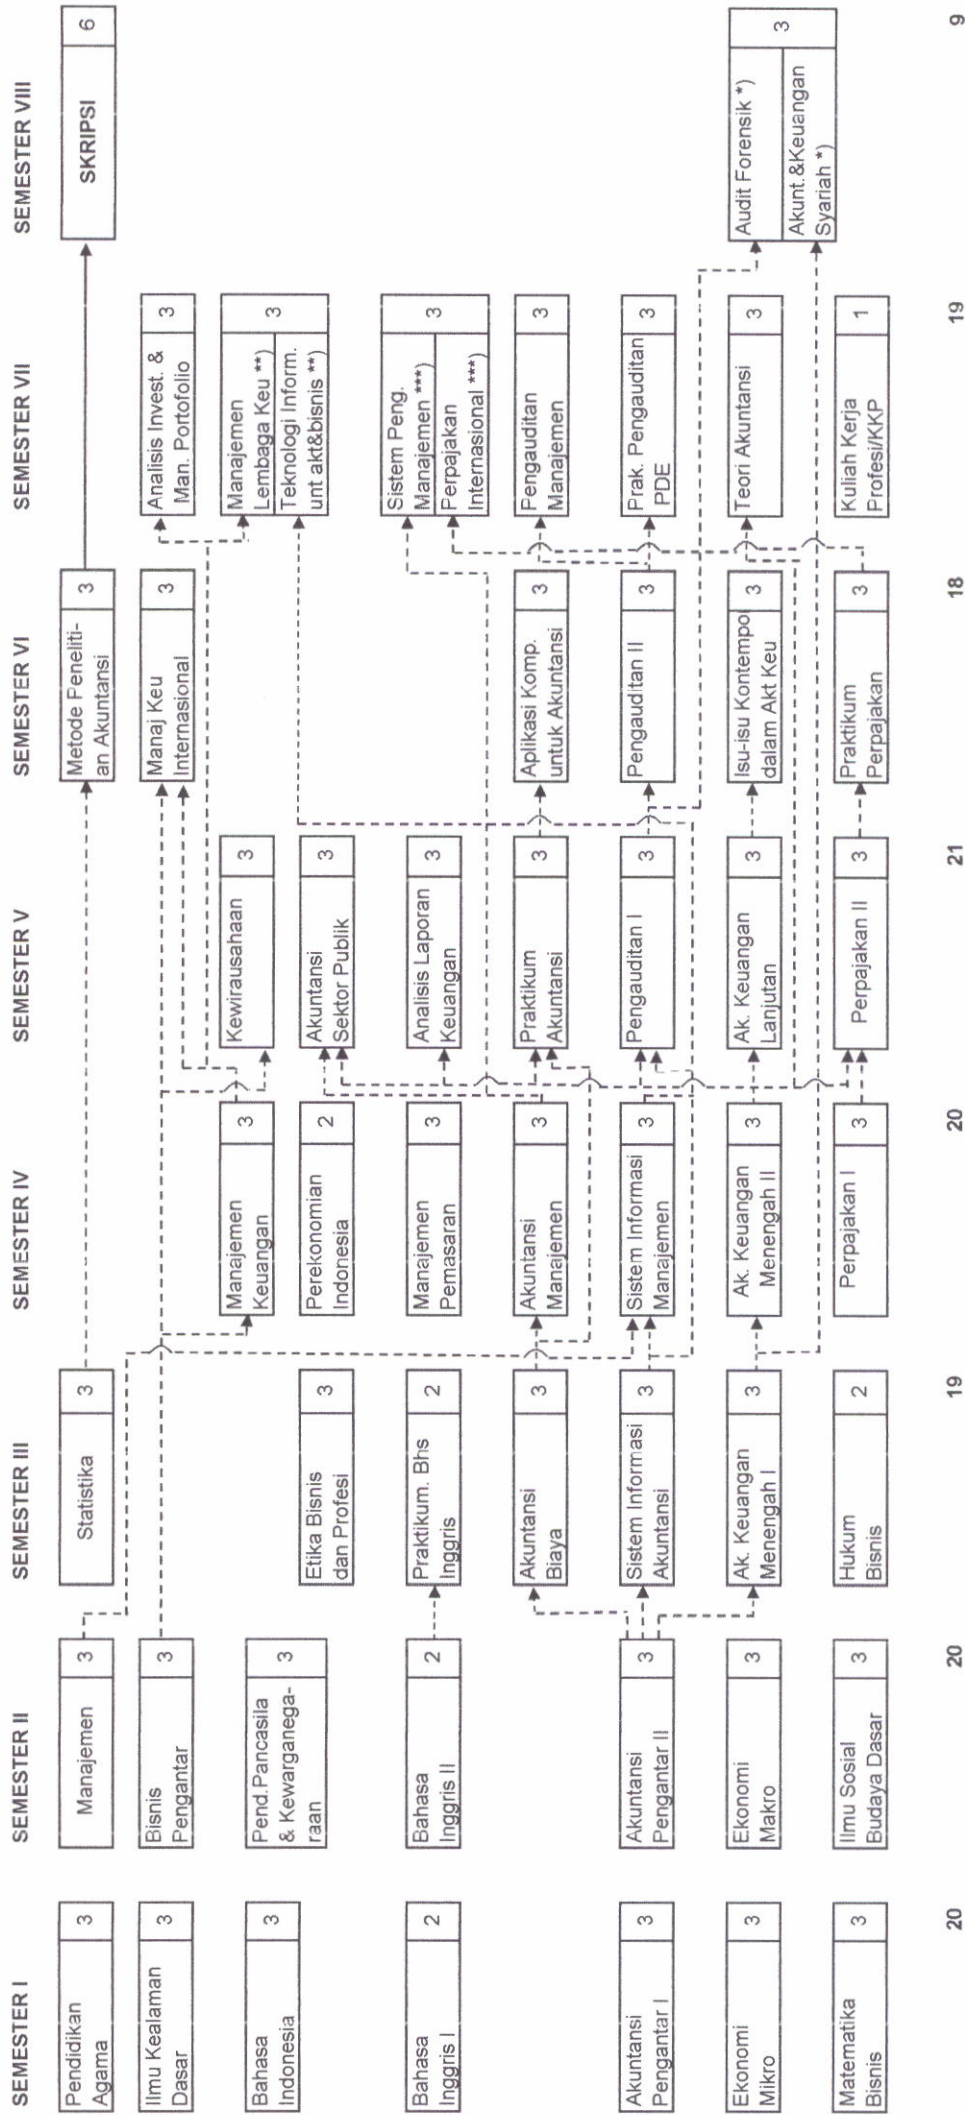 SEMESTER I
Pendidikan
Agama
3
Ilmu Kealaman
Dasar
3
Bahasa
Indonesia
3
Bahasa
Inggris I
2
Akuntansi
Pengantar I
3
Ekonomi
Mikro
3
Matematika
Bisnis
3
20
SEMESTER II
Manajemen
3
Bisnis
Pengantar
3
Pend.Pancasila
& Kewarganega-
raan
3
Bahasa
Inggris II
2
Akuntansi
Pengantar II
3
Ekonomi
Makro
3
Ilmu Sosial
Budaya Dasar
3
20
SEMESTER III
Statistika
3
Etika Bisnis
dan Profesi
3
Praktikum. Bhs
Inggris
2
Akuntansi
Biaya
3
Sistem Informasi
Akuntansi
3
Ak. Keuangan
Menengah I
3
Hukum
Bisnis
2
19
SEMESTER IV
Manajemen
Keuangan
3
Perekonomian
Indonesia
2
Manajemen
Pemasaran
3
Akuntansi
Manajemen
3
Sistem Informasi
Manajemen
3
Ak. Keuangan
Menengah II
3
Perpajakan I
3
20
SEMESTER V
Kewirausahaan
3
Akuntansi
Sektor Publik
3
Analisis Laporan
Keuangan
3
Praktikum
Akuntansi
3
Pengauditan I
3
Ak. Keuangan
Lanjutan
3
Perpajakan II
3
21
SEMESTER VI
Metode Peneliti-
an Akuntansi
3
Manaj Keu
Internasional
3
Aplikasi Komp.
untuk Akuntansi
3
Pengauditan II
3
Isu-isu Kontempo
dalam Akt Keu
3
Praktikum
Perpajakan
3
18
SEMESTER VII
Analisis Invest. &
Man. Portofolio
3
Manajemen
Lembaga Keu **)
Teknologi Inform.
unt akt&bisnis **)
3
Sistem Peng.
Manajemen ***)
Perpajakan
Internasional ***)
3
Pengauditan
Manajemen
3
Prak. Pengauditan
PDE
3
Teori Akuntansi
3
Kuliah Kerja
Profesi/KKP
1
19
SEMESTER VIII
SKRIPSI
6
Audit Forensik *)
Akunt.&Keuangan
Syariah *)
3
9